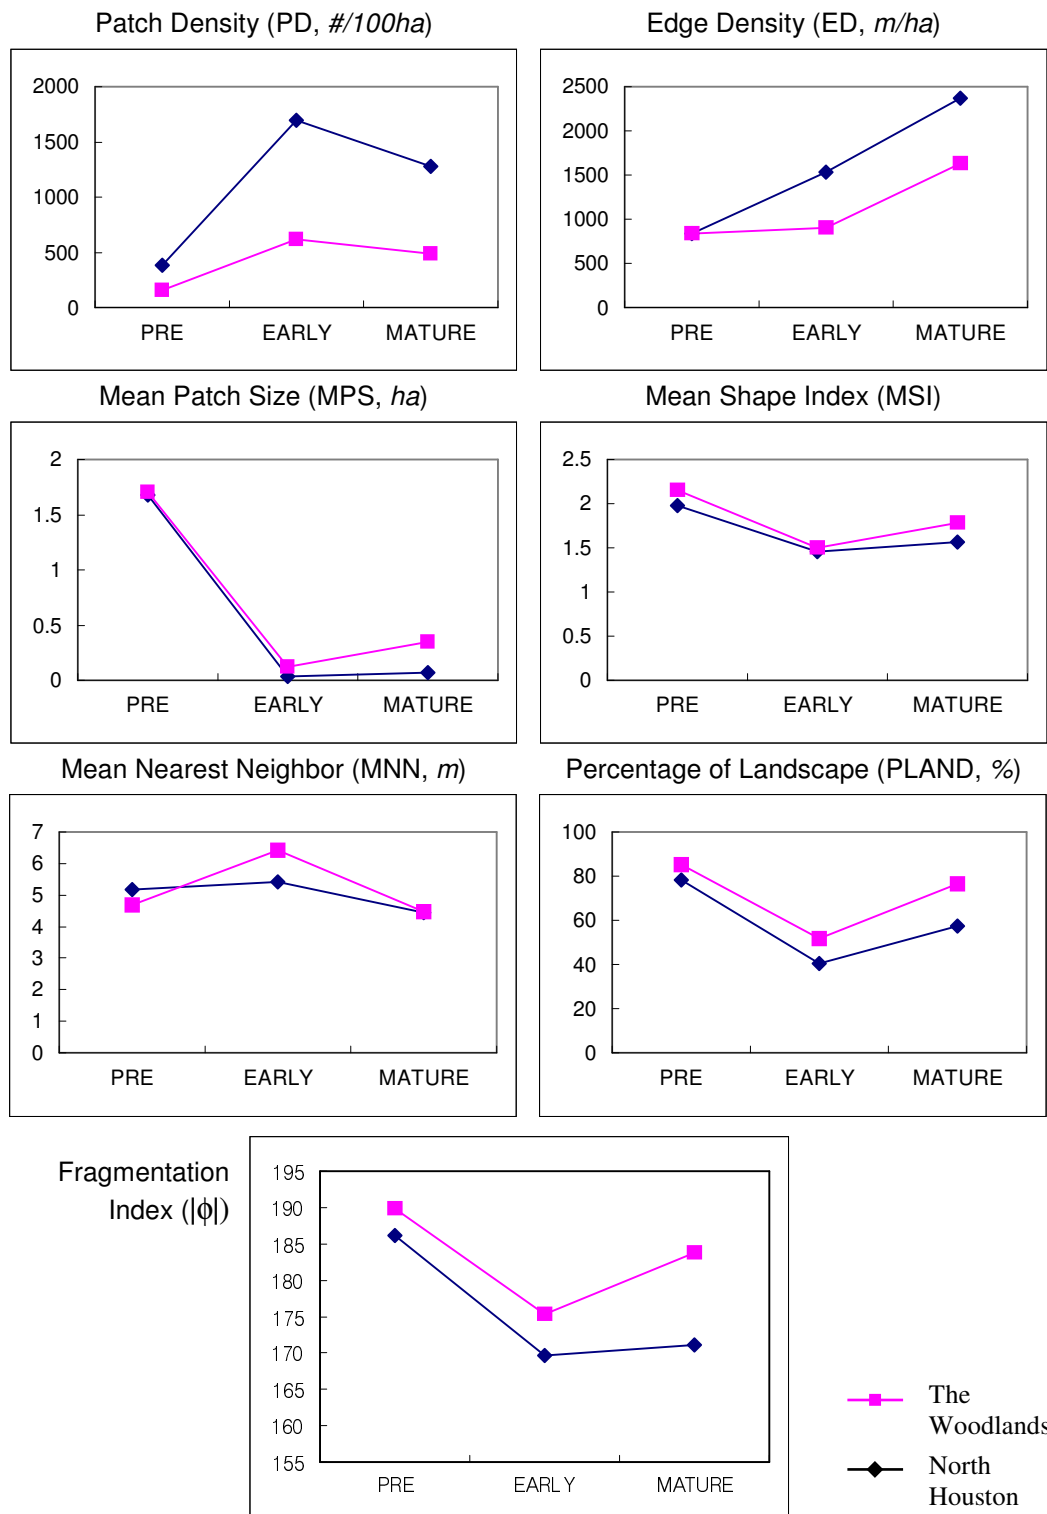 Patch Density (PD, #/100ha)
2000
1500
1000
500
0
PRE EARLY MATURE
Edge Density (ED, m/ha)
2500
2000
1500
1000
500
0
PRE EARLY MATURE
Mean Patch Size (MPS, ha)
2
1.5
1
0.5
0
PRE EARLY MATURE
Mean Shape Index (MSI)
2.5
2
1.5
1
0.5
0
PRE EARLY MATURE
Mean Nearest Neighbor (MNN, m)
7
6
5
4
3
2
1
0
PRE EARLY MATURE
Percentage of Landscape (PLAND, %)
100
80
60
40
20
0
PRE EARLY MATURE
Fragmentation
Index (|ϕ|)
195
190
185
180
175
170
165
160
155
PRE EARLY MATURE
The
Woodlands
North
Houston